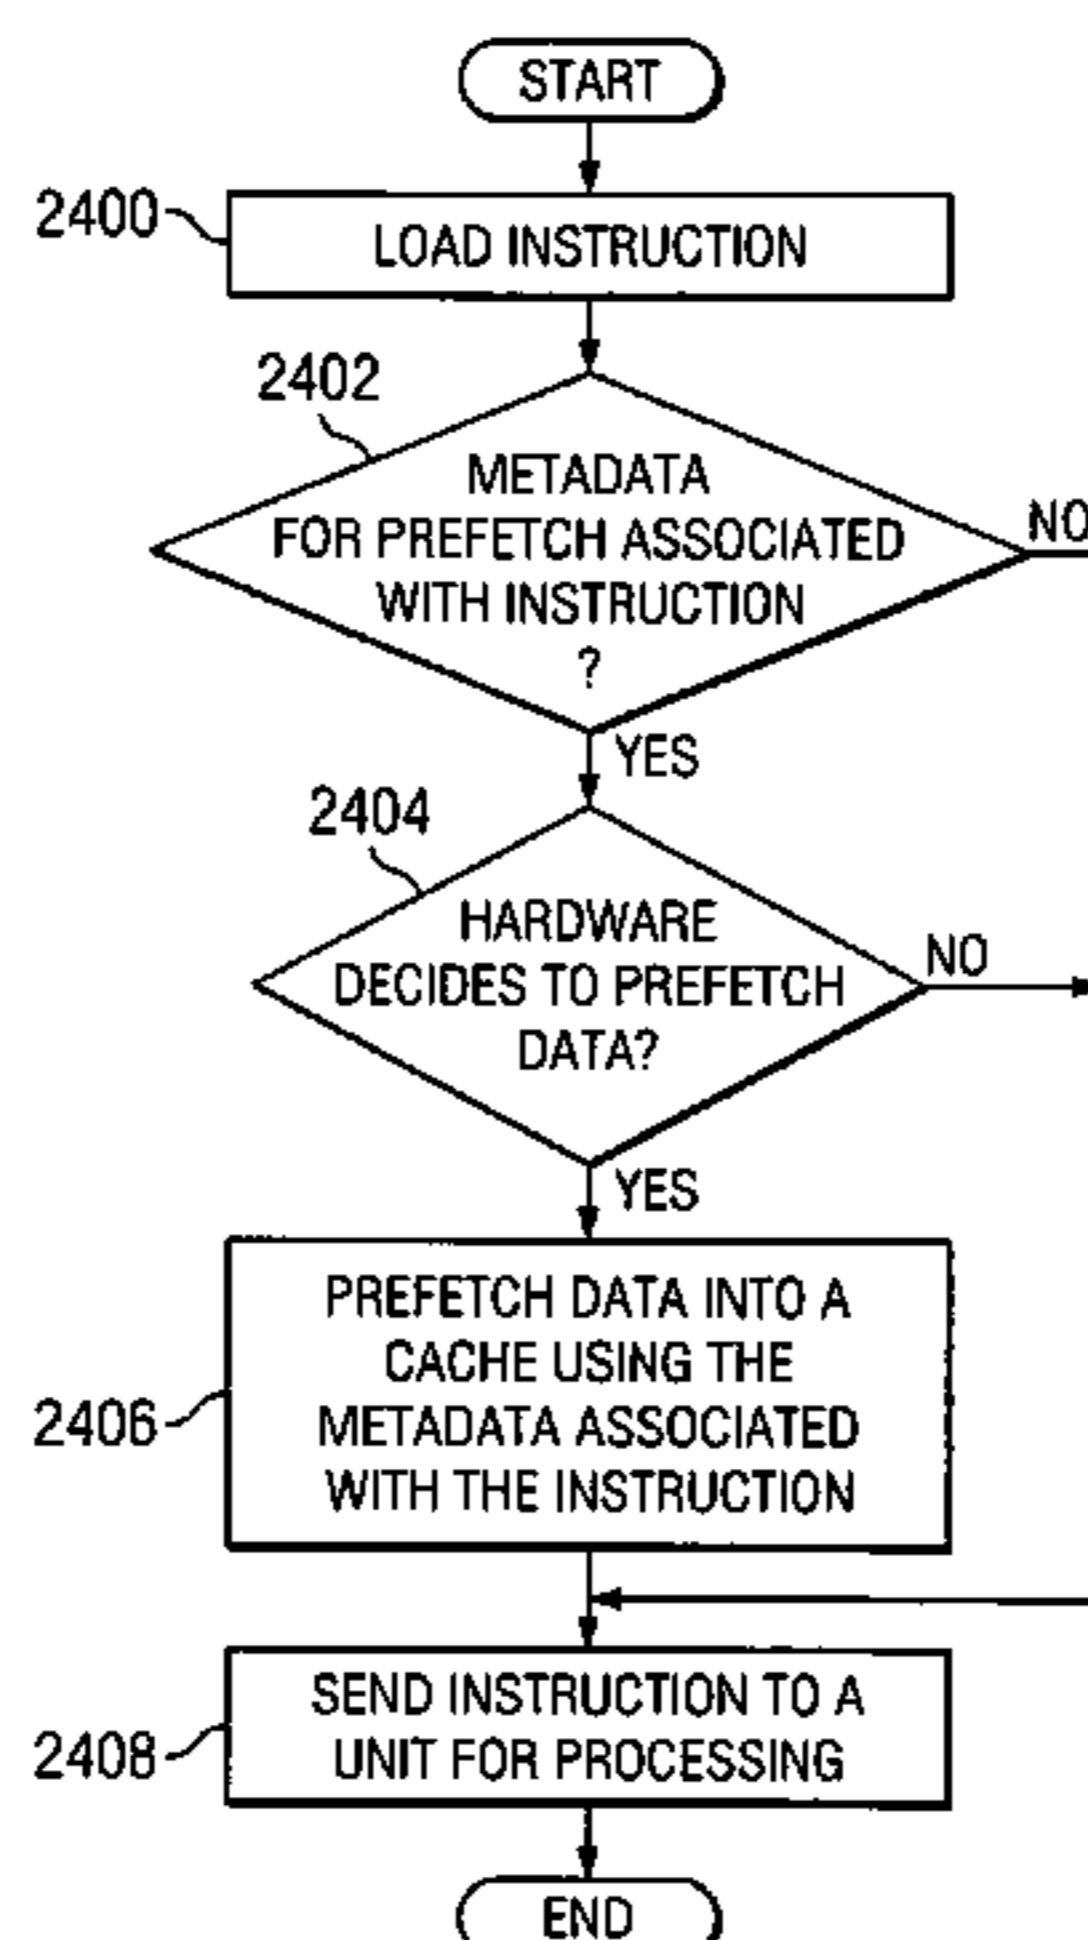 START
2400
LOAD INSTRUCTION
2402
METADATA
FOR PREFETCH ASSOCIATED
WITH INSTRUCTION
?
NO
YES
2404
HARDWARE
DECIDES TO PREFETCH
DATA?
NO
YES
PREFETCH DATA INTO A
CACHE USING THE
2406
METADATA ASSOCIATED
WITH THE INSTRUCTION
SEND INSTRUCTION TO A
2408
UNIT FOR PROCESSING
END